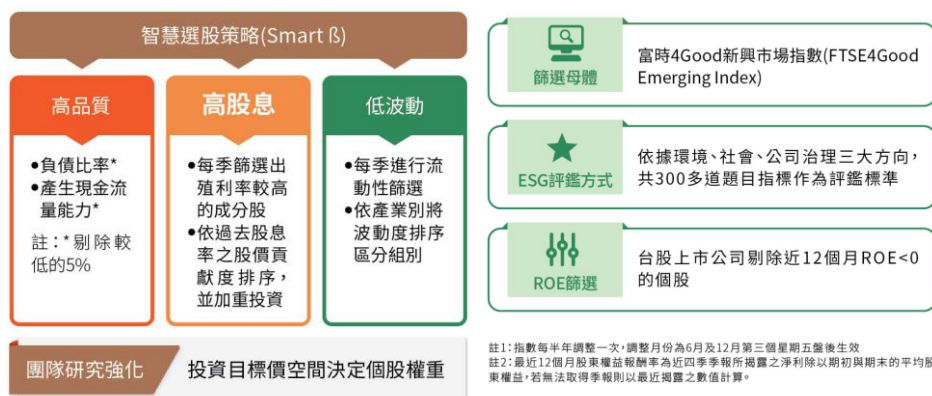 智慧選股策略(Smart ß)
高品質
●負債比率*
●產生現金流
量能力*
註：*剔除較
低的5%
高股息
●每季篩選出
殖利率較高
的成分股
●依過去股息
率之股價貢
獻度排序，
並加重投資
低波動
●每季進行流
動性篩選
●依產業別將
波動度排序
區分組別
團隊研究強化
投資目標價空間決定個股權重
篩選母體
富時4Good新興市場指數(FTSE4Good
Emerging Index)
ESG評鑑方式
依據環境、社會、公司治理三大方向，
共300多道題目指標作為評鑑標準
ROE篩選
台股上市公司剔除近12個月ROE<0
的個股
註1：指數每半年調整一次，調整月份為6月及12月第三個星期五盤後生效
註2：最近12個月股東權益報酬率為近四季季報所揭露之淨利除以期初與期末的平均股
東權益，若無法取得季報則以最近揭露之數值計算。